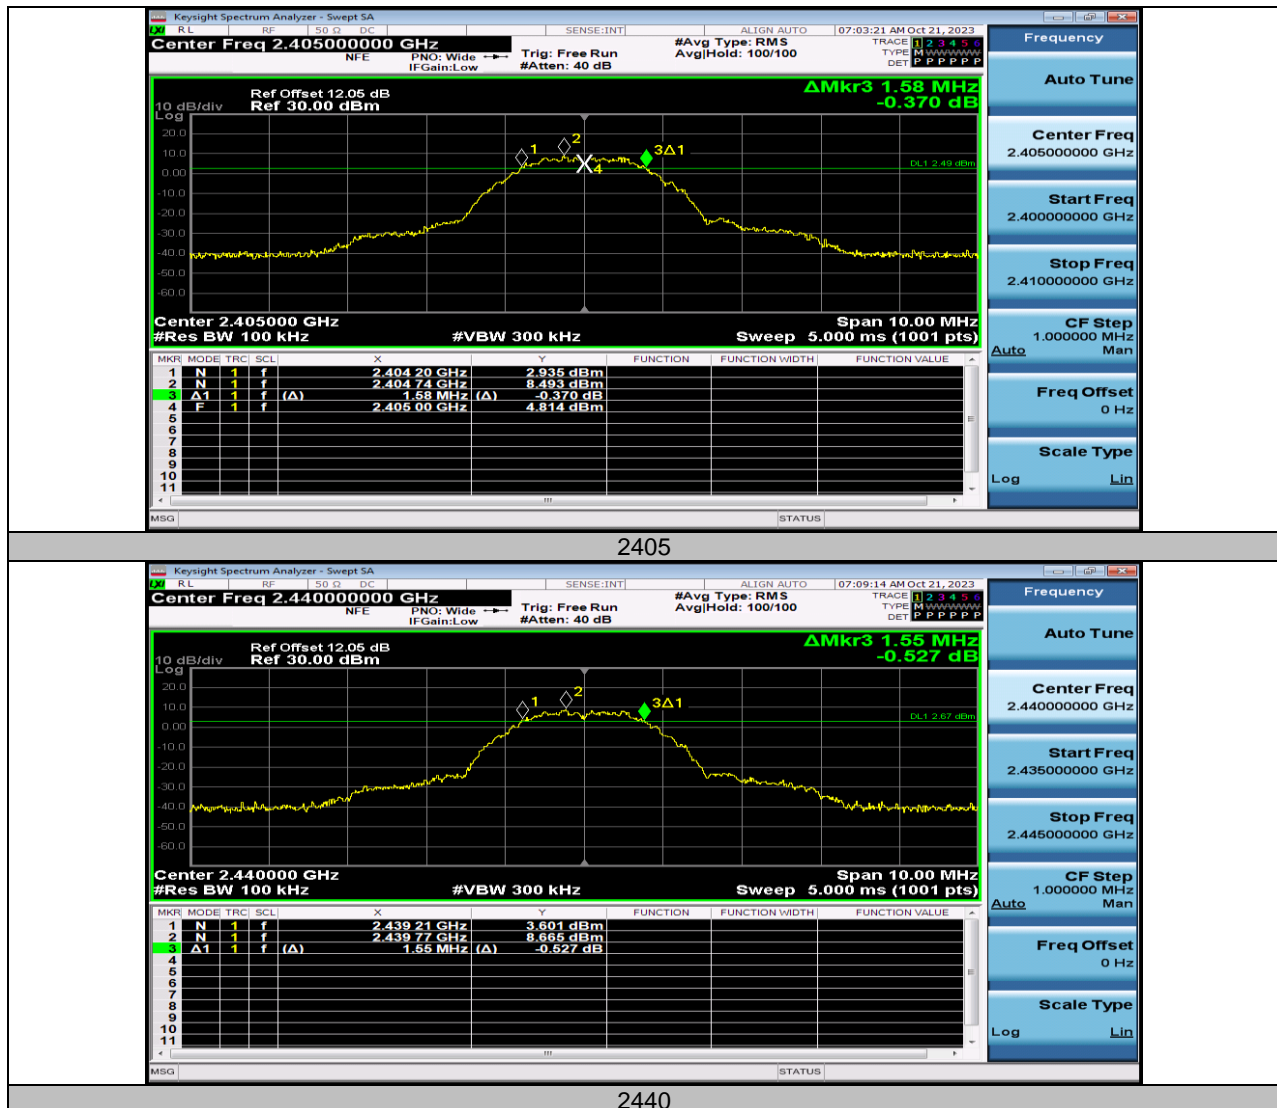 Keysight Spectrum Analyzer - Swept SA
LXI RL RF 50 Ω DC SENSE:INT ALIGN AUTO 07:03:21 AM Oct 21, 2023
Center Freq 2.405000000 GHz #Avg Type: RMS TRACE 1 2 3 4 5 6
NFE PNO: Wide Trig: Free Run Avg|Hold: 100/100 TYPE M W W W W W
IFGain:Low #Atten: 40 dB DET P P P P P P
Ref Offset 12.05 dB ΔMkr3 1.58 MHz
10 dB/div Ref 30.00 dBm -0.370 dB
Log
20.0
10.0
0.00
-10.0
-20.0
-30.0
-40.0
-50.0
-60.0
1
2
3Δ1
4
DL1 2.49 dBm
Center 2.405000 GHz Span 10.00 MHz
#Res BW 100 kHz #VBW 300 kHz Sweep 5.000 ms (1001 pts)
MKR MODE TRC SCL X Y FUNCTION FUNCTION WIDTH FUNCTION VALUE
1 N 1 f 2.404 20 GHz 2.935 dBm
2 N 1 f 2.404 74 GHz 8.493 dBm
3 Δ1 1 f (Δ) 1.58 MHz (Δ) -0.370 dB
4 F 1 f 2.405 00 GHz 4.814 dBm
5
6
7
8
9
10
11
MSG STATUS
Frequency
Auto Tune
Center Freq
2.405000000 GHz
Start Freq
2.400000000 GHz
Stop Freq
2.410000000 GHz
CF Step
1.000000 MHz
Auto Man
Freq Offset
0 Hz
Scale Type
Log Lin
2405
Keysight Spectrum Analyzer - Swept SA
LXI RL RF 50 Ω DC SENSE:INT ALIGN AUTO 07:09:14 AM Oct 21, 2023
Center Freq 2.440000000 GHz #Avg Type: RMS TRACE 1 2 3 4 5 6
NFE PNO: Wide Trig: Free Run Avg|Hold: 100/100 TYPE M W W W W W
IFGain:Low #Atten: 40 dB DET P P P P P P
Ref Offset 12.05 dB ΔMkr3 1.55 MHz
10 dB/div Ref 30.00 dBm -0.527 dB
Log
20.0
10.0
0.00
-10.0
-20.0
-30.0
-40.0
-50.0
-60.0
1
2
3Δ1
DL1 2.67 dBm
Center 2.440000 GHz Span 10.00 MHz
#Res BW 100 kHz #VBW 300 kHz Sweep 5.000 ms (1001 pts)
MKR MODE TRC SCL X Y FUNCTION FUNCTION WIDTH FUNCTION VALUE
1 N 1 f 2.439 21 GHz 3.601 dBm
2 N 1 f 2.439 77 GHz 8.665 dBm
3 Δ1 1 f (Δ) 1.55 MHz (Δ) -0.527 dB
4
5
6
7
8
9
10
11
MSG STATUS
Frequency
Auto Tune
Center Freq
2.440000000 GHz
Start Freq
2.435000000 GHz
Stop Freq
2.445000000 GHz
CF Step
1.000000 MHz
Auto Man
Freq Offset
0 Hz
Scale Type
Log Lin
2440